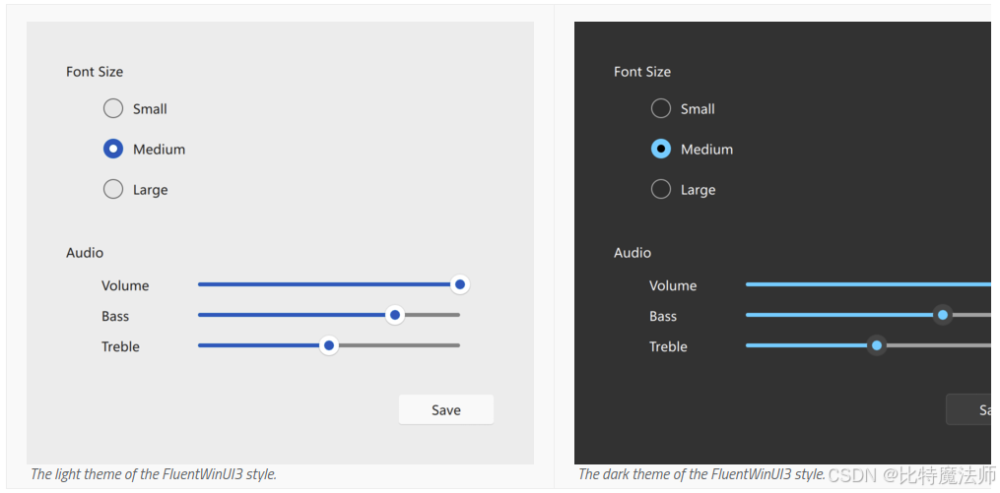 Font Size
Small
Medium
Large
Audio
Volume
Bass
Treble
Save
The light theme of the FluentWinUI3 style.
Font Size
Small
Medium
Large
Audio
Volume
Bass
Treble
Sa
The dark theme of the FluentWinUI3 style.
CSDN @比特魔法师